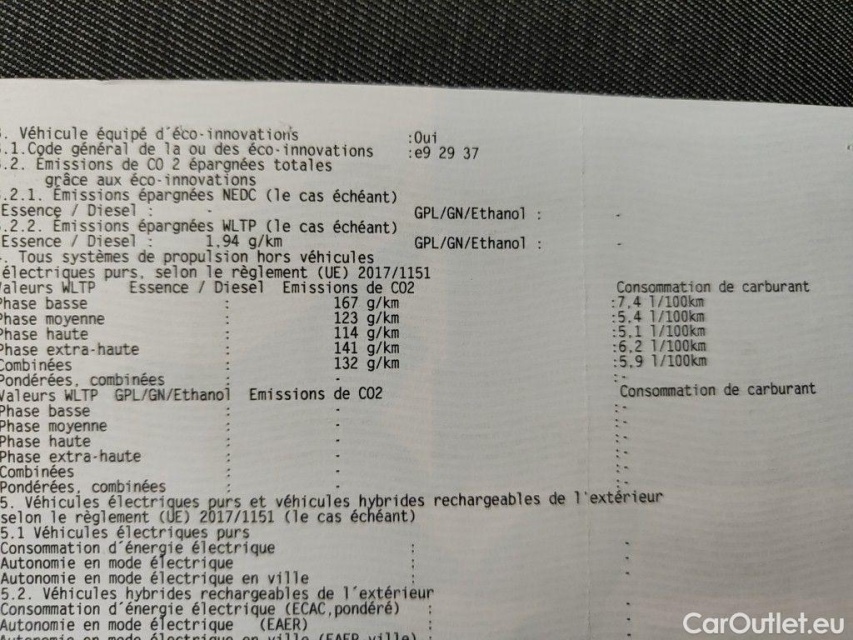 . Véhicule équipé d'éco-innovations :Oui
.1.Code général de la ou des éco-innovations :e9 29 37
.2. Emissions de CO 2 épargnées totales
grâce aux éco-innovations
.2.1. Emissions épargnées NEDC (le cas échéant)
Essence / Diesel : - GPL/GN/Ethanol : -
.2.2. Émissions épargnées WLTP (le cas échéant)
Essence / Diesel : 1.94 g/km GPL/GN/Ethanol : -
. Tous systèmes de propulsion hors véhicules
électriques purs, selon le règlement (UE) 2017/1151
Valeurs WLTP Essence / Diesel Emissions de CO2 Consommation de carburant
Phase basse : 167 g/km :7,4 l/100km
Phase moyenne : 123 g/km :5,4 l/100km
Phase haute : 114 g/km :5,1 l/100km
Phase extra-haute : 141 g/km :6,2 l/100km
Combinées : 132 g/km :5,9 l/100km
Pondérées, combinées : - :-
Valeurs WLTP GPL/GN/Ethanol Emissions de CO2 Consommation de carburant
Phase basse : - :-
Phase moyenne : - :-
Phase haute : - :-
Phase extra-haute : - :-
Combinées : - :-
Pondérées, combinées : - :-
5. Véhicules électriques purs et véhicules hybrides rechargeables de l'extérieur
selon le règlement (UE) 2017/1151 (le cas échéant)
5.1 Véhicules électriques purs
Consommation d'énergie électrique : -
Autonomie en mode électrique : -
Autonomie en mode électrique en ville : -
5.2. Véhicules hybrides rechargeables de l'extérieur
Consommation d'énergie électrique (ECAC,pondéré) : -
Autonomie en mode électrique (EAER) : -
Autonomie en mode électrique en ville (EAER ville) : -
CarOutlet.eu